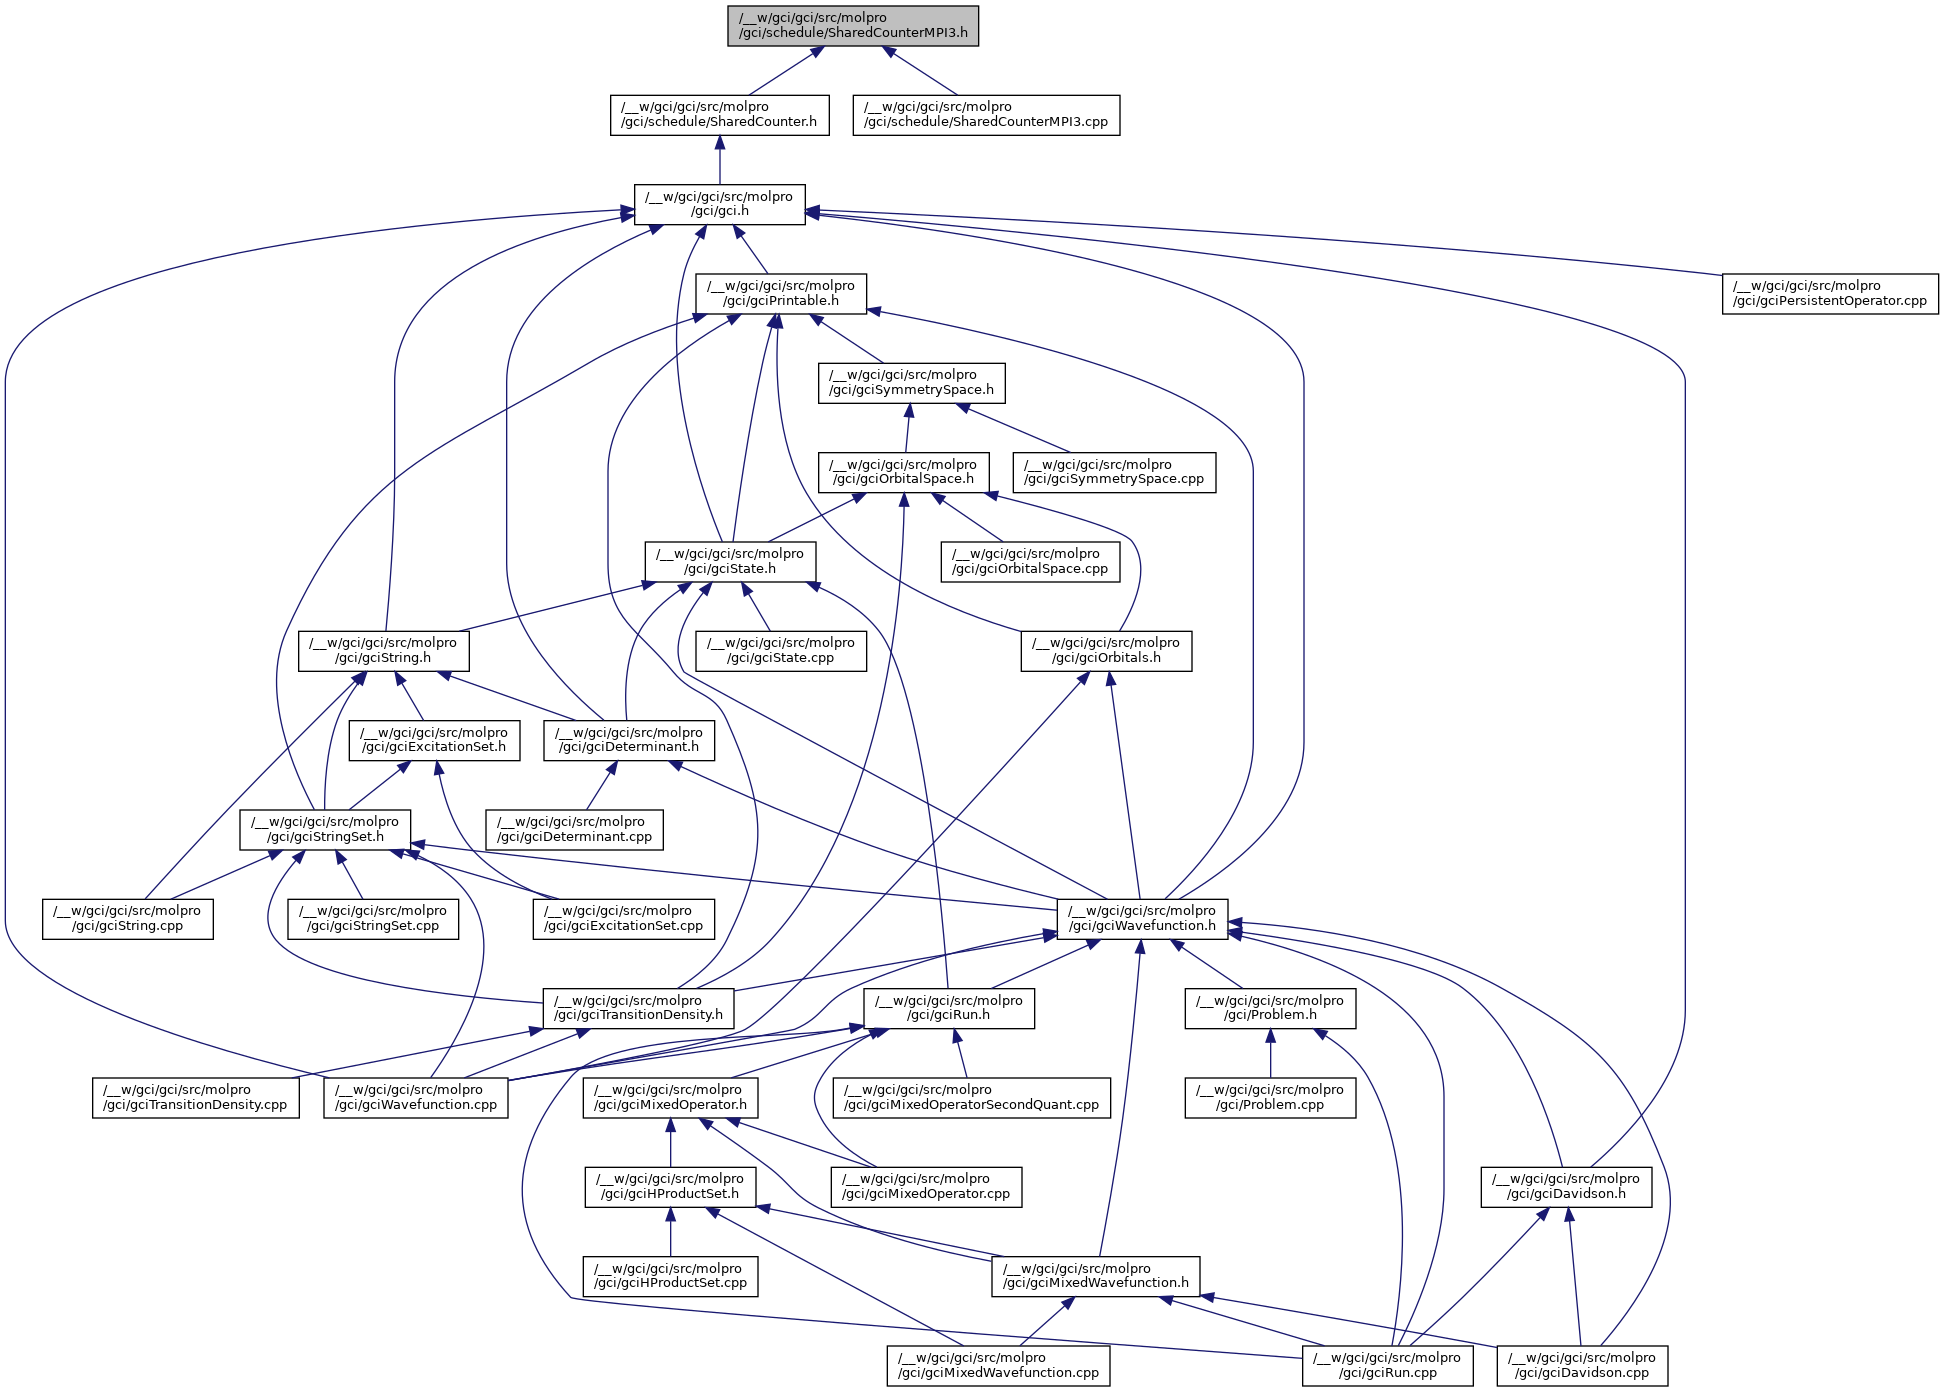 /__w/gci/gci/src/molpro
/gci/schedule/SharedCounterMPI3.h
/__w/gci/gci/src/molpro
/gci/schedule/SharedCounter.h
/__w/gci/gci/src/molpro
/gci/schedule/SharedCounterMPI3.cpp
/__w/gci/gci/src/molpro
/gci/gci.h
/__w/gci/gci/src/molpro
/gci/gciPrintable.h
/__w/gci/gci/src/molpro
/gci/gciPersistentOperator.cpp
/__w/gci/gci/src/molpro
/gci/gciSymmetrySpace.h
/__w/gci/gci/src/molpro
/gci/gciOrbitalSpace.h
/__w/gci/gci/src/molpro
/gci/gciSymmetrySpace.cpp
/__w/gci/gci/src/molpro
/gci/gciState.h
/__w/gci/gci/src/molpro
/gci/gciOrbitalSpace.cpp
/__w/gci/gci/src/molpro
/gci/gciString.h
/__w/gci/gci/src/molpro
/gci/gciState.cpp
/__w/gci/gci/src/molpro
/gci/gciOrbitals.h
/__w/gci/gci/src/molpro
/gci/gciExcitationSet.h
/__w/gci/gci/src/molpro
/gci/gciDeterminant.h
/__w/gci/gci/src/molpro
/gci/gciStringSet.h
/__w/gci/gci/src/molpro
/gci/gciDeterminant.cpp
/__w/gci/gci/src/molpro
/gci/gciString.cpp
/__w/gci/gci/src/molpro
/gci/gciStringSet.cpp
/__w/gci/gci/src/molpro
/gci/gciExcitationSet.cpp
/__w/gci/gci/src/molpro
/gci/gciWavefunction.h
/__w/gci/gci/src/molpro
/gci/gciTransitionDensity.h
/__w/gci/gci/src/molpro
/gci/gciRun.h
/__w/gci/gci/src/molpro
/gci/Problem.h
/__w/gci/gci/src/molpro
/gci/gciTransitionDensity.cpp
/__w/gci/gci/src/molpro
/gci/gciWavefunction.cpp
/__w/gci/gci/src/molpro
/gci/gciMixedOperator.h
/__w/gci/gci/src/molpro
/gci/gciMixedOperatorSecondQuant.cpp
/__w/gci/gci/src/molpro
/gci/Problem.cpp
/__w/gci/gci/src/molpro
/gci/gciHProductSet.h
/__w/gci/gci/src/molpro
/gci/gciMixedOperator.cpp
/__w/gci/gci/src/molpro
/gci/gciDavidson.h
/__w/gci/gci/src/molpro
/gci/gciHProductSet.cpp
/__w/gci/gci/src/molpro
/gci/gciMixedWavefunction.h
/__w/gci/gci/src/molpro
/gci/gciMixedWavefunction.cpp
/__w/gci/gci/src/molpro
/gci/gciRun.cpp
/__w/gci/gci/src/molpro
/gci/gciDavidson.cpp